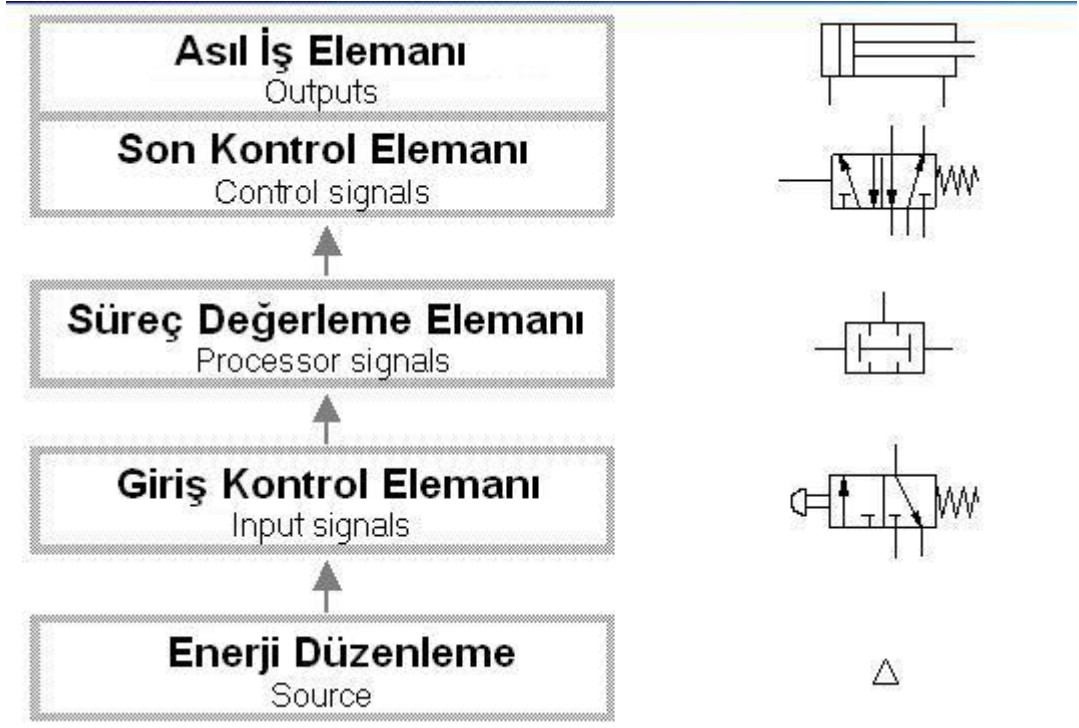 Asıl İş Elemanı
Outputs
Son Kontrol Elemanı
Control signals
Süreç Değerleme Elemanı
Processor signals
Giriş Kontrol Elemanı
Input signals
Enerji Düzenleme
Source